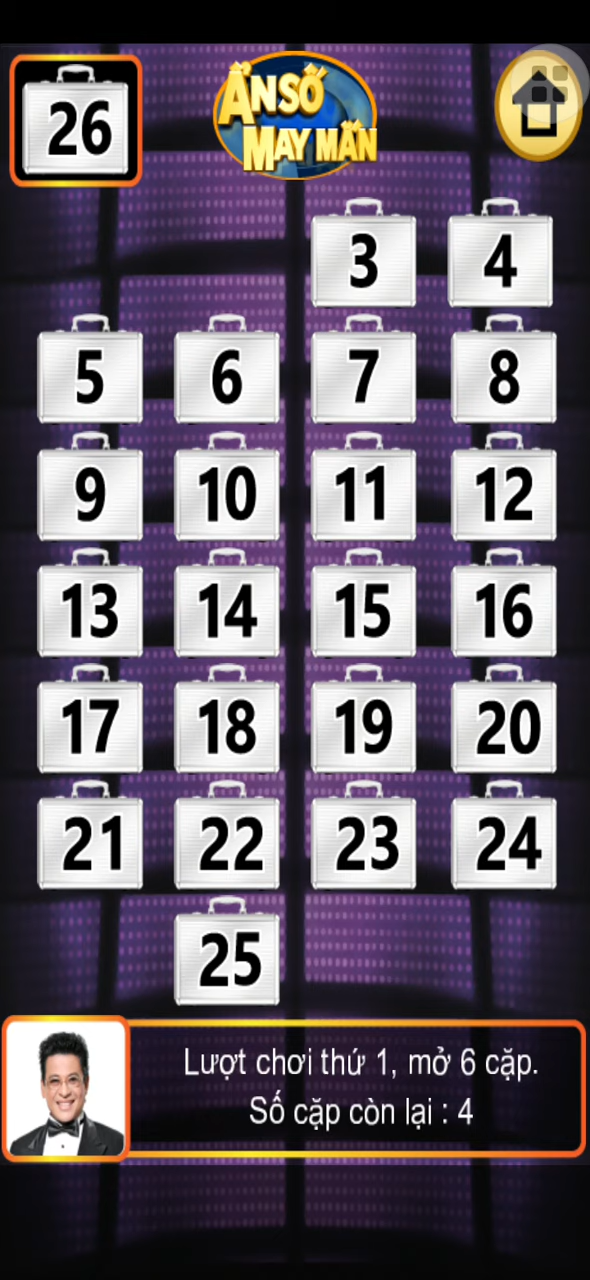 26
ẨN SỐ
MAY MẮN
3 4
5 6 7 8
9 10 11 12
13 14 15 16
17 18 19 20
21 22 23 24
25
Lượt chơi thứ 1, mở 6 cặp.
Số cặp còn lại : 4